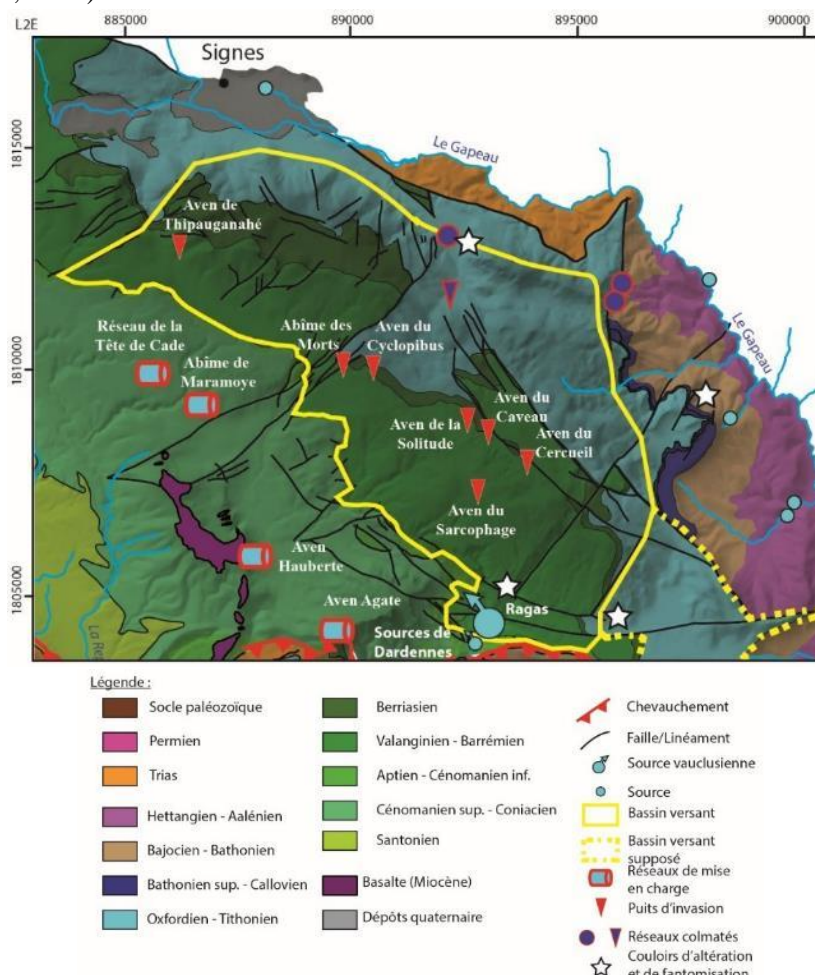 L2E
885000
890000
895000
900000
Signes
1815000
1810000
1805000
Le Gapeau
Aven de
Thipauganahé
Le Gapeau
Réseau de la
Tête de Cade
Abîme de
Maramoye
Abîme des
Morts
Aven du
Cyclopibus
Aven de la
Solitude
Aven du
Caveau
Aven du
Cercueil
Aven du
Sarcophage
Aven
Hauberte
Aven Agate
Ragas
Sources de
Dardennes
La Re
Légende :
Socle paléozoïque
Permien
Trias
Hettangien - Aalénien
Bajocien - Bathonien
Bathonien sup. - Callovien
Oxfordien - Tithonien
Berriasien
Valanginien - Barrémien
Aptien - Cénomanien inf.
Cénomanien sup. - Coniacien
Santonien
Basalte (Miocène)
Dépôts quaternaire
Chevauchement
Faille/Linéament
Source vauclusienne
Source
Bassin versant
Bassin versant
supposé
Réseaux de mise
en charge
Puits d'invasion
Réseaux colmatés
Couloirs d'altération
et de fantomisation